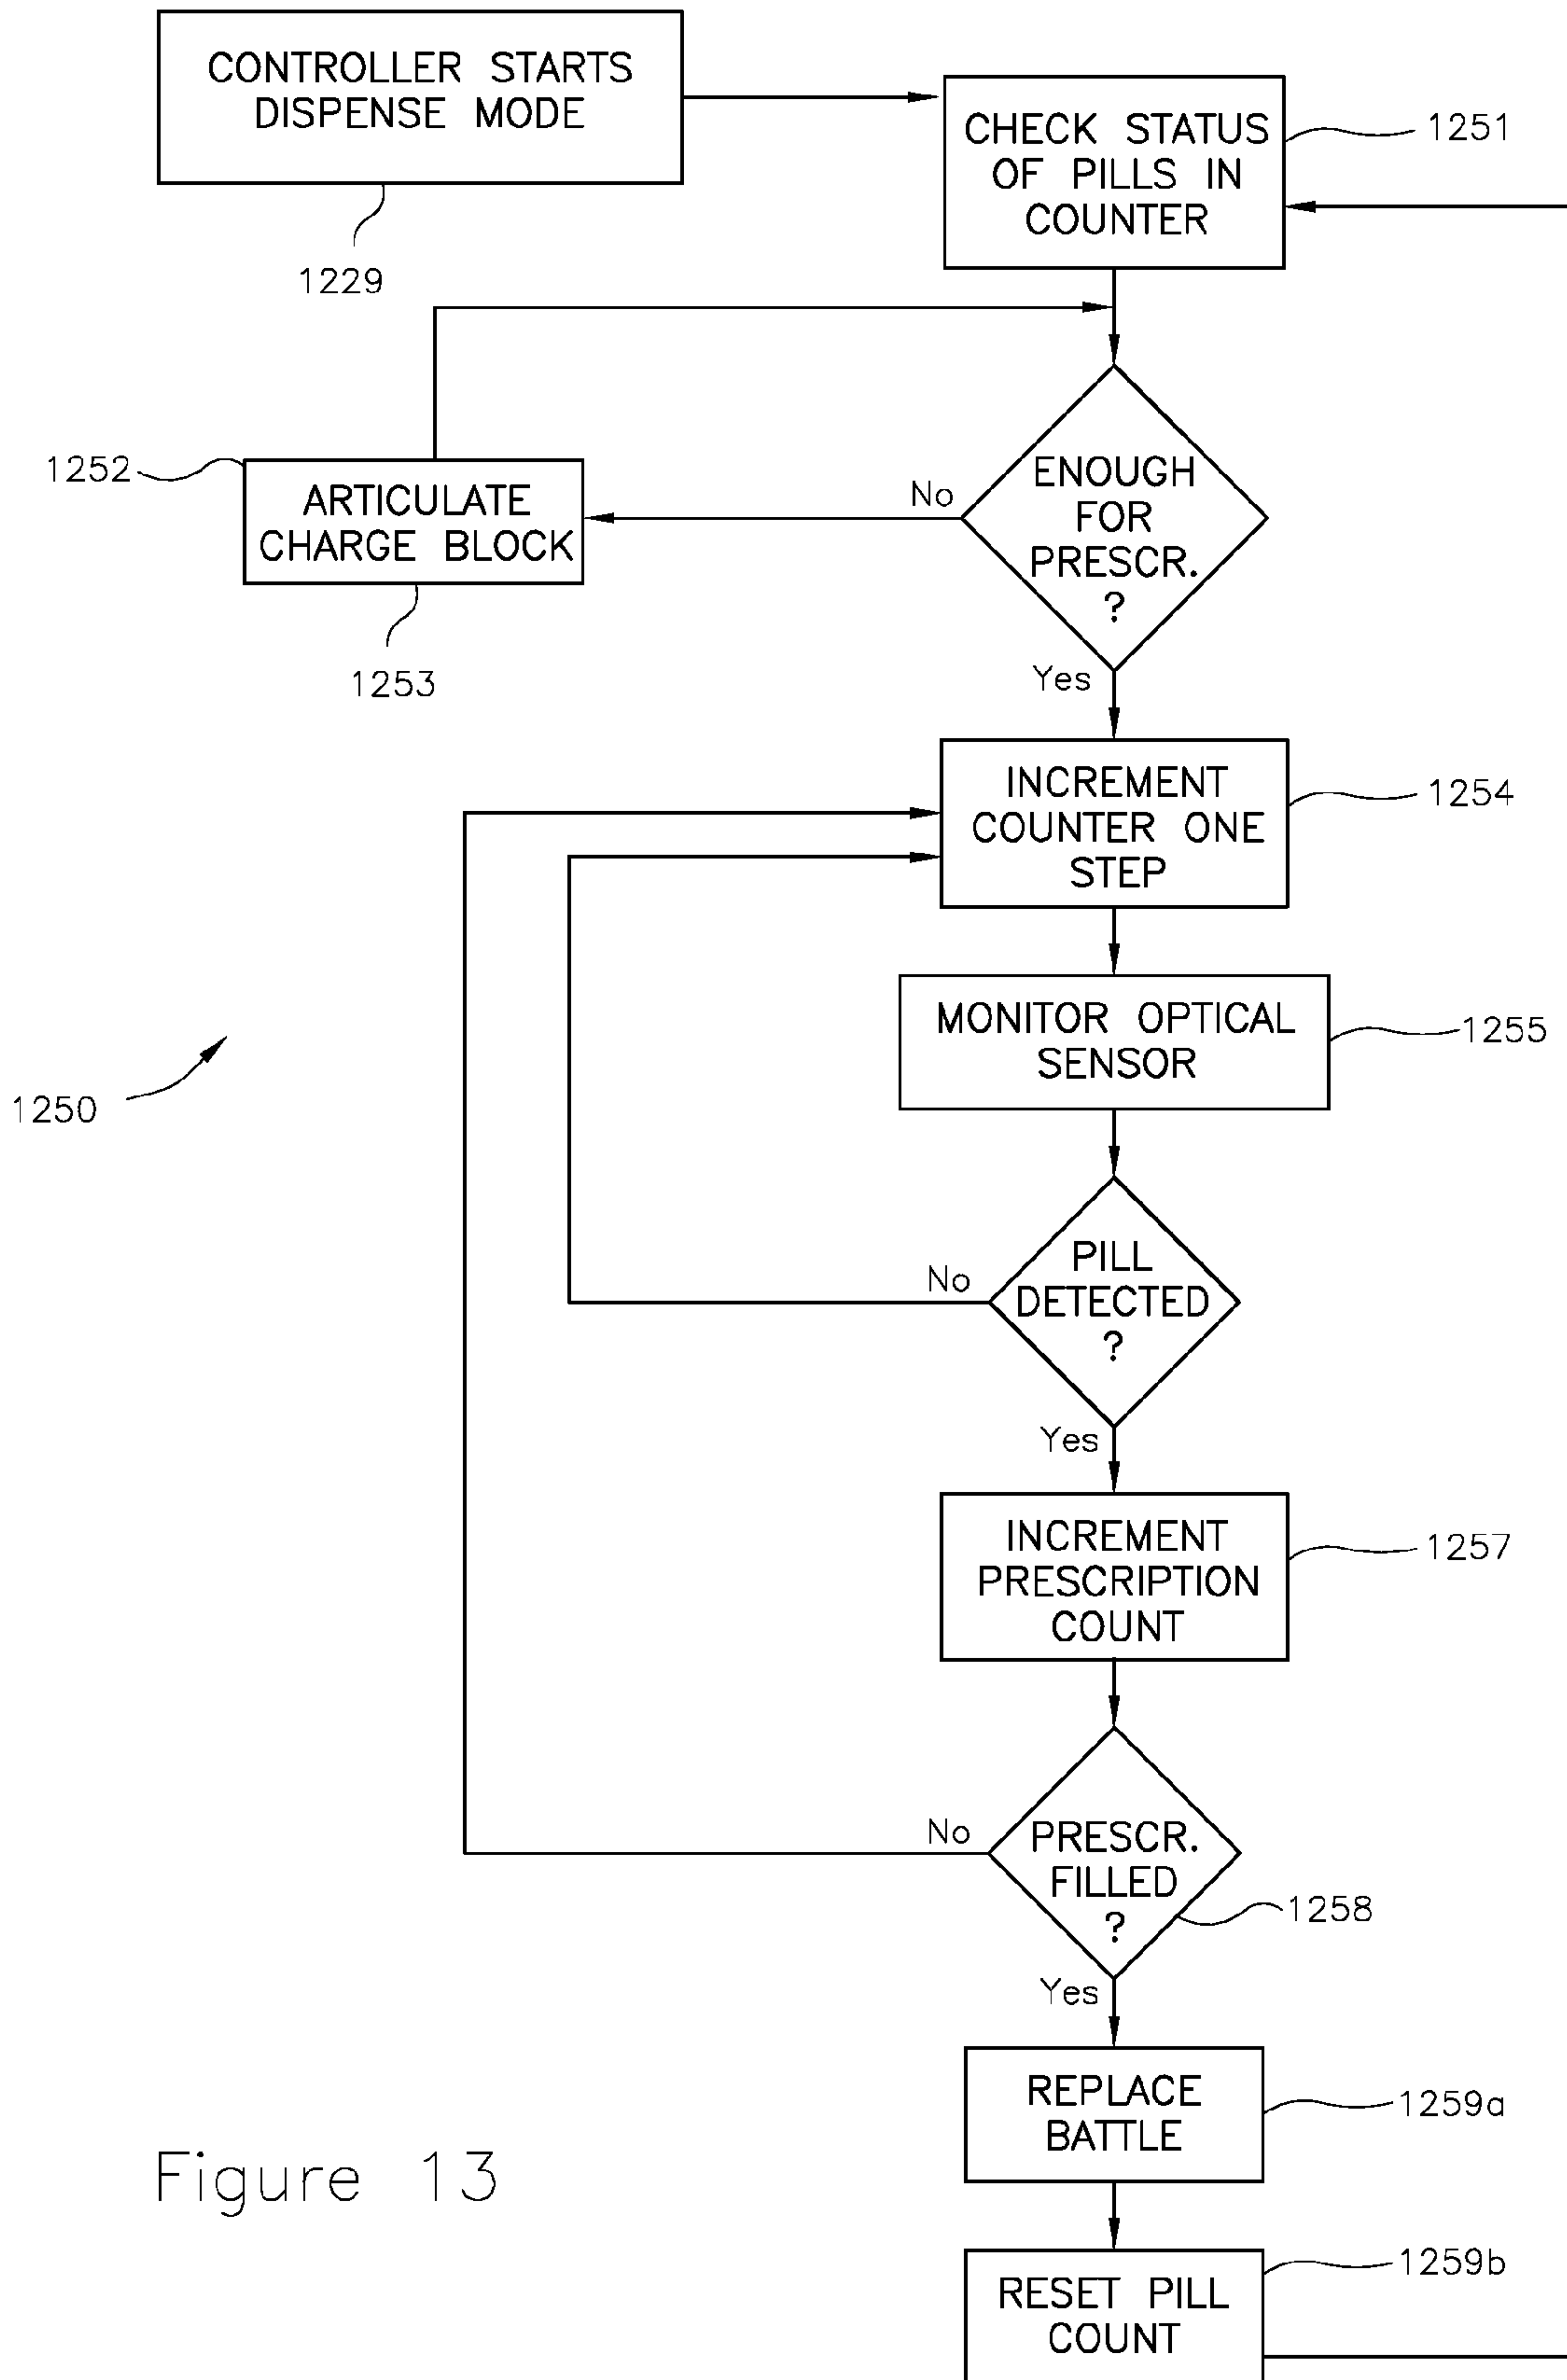 CONTROLLER STARTS
DISPENSE MODE
1229
CHECK STATUS
OF PILLS IN
COUNTER
1251
1252
ARTICULATE
CHARGE BLOCK
1253
No
ENOUGH
FOR
PRESCR.
?
Yes
INCREMENT
COUNTER ONE
STEP
1254
MONITOR OPTICAL
SENSOR
1255
1250
No
PILL
DETECTED
?
Yes
INCREMENT
PRESCRIPTION
COUNT
1257
No
PRESCR.
FILLED
?
1258
Yes
REPLACE
BATTLE
1259a
RESET PILL
COUNT
1259b
Figure 13